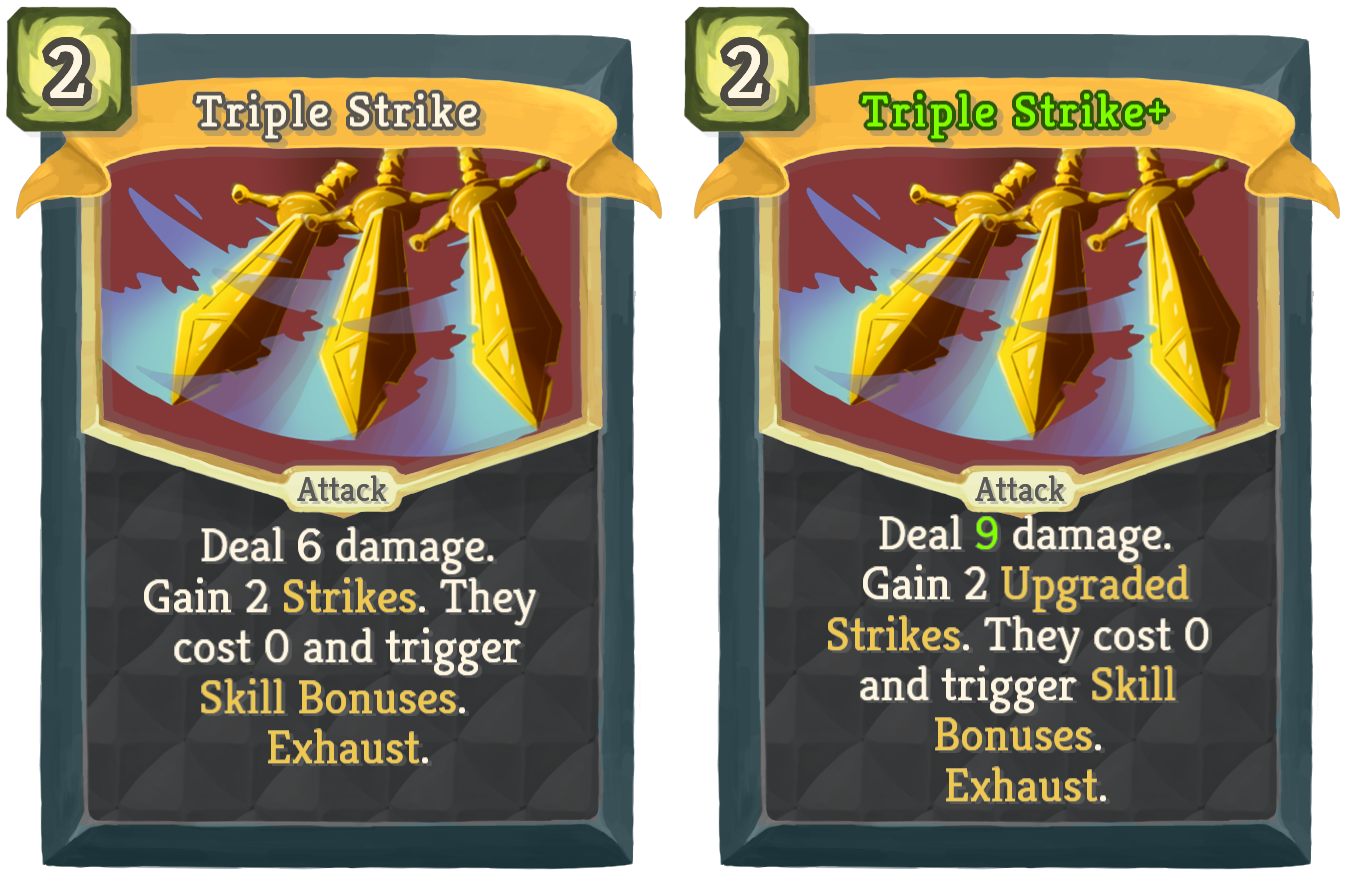 2
Triple Strike
Attack
Deal 6 damage.
Gain 2 Strikes. They
cost 0 and trigger
Skill Bonuses.
Exhaust.
2
Triple Strike+
Attack
Deal 9 damage.
Gain 2 Upgraded
Strikes. They cost 0
and trigger Skill
Bonuses.
Exhaust.